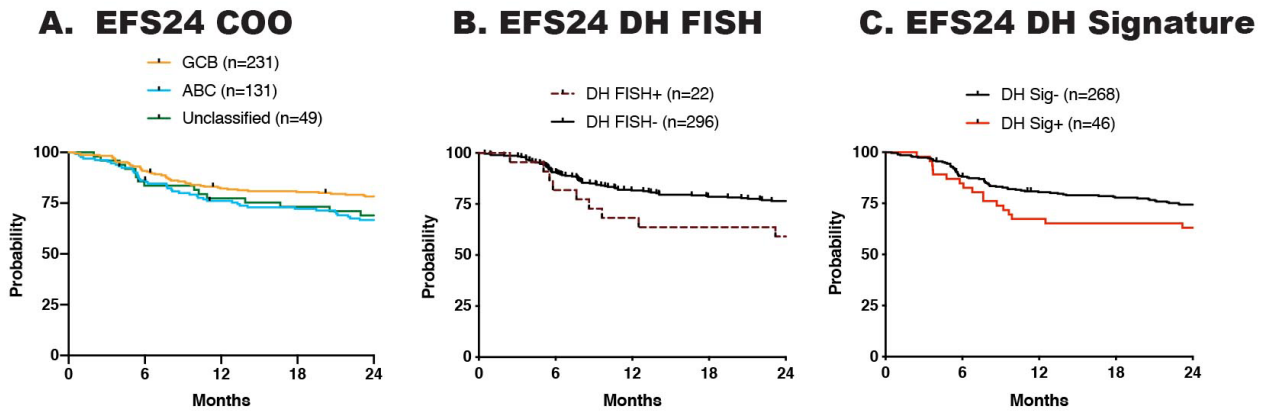 A. EFS24 COO
GCB (n=231)
ABC (n=131)
Unclassified (n=49)
100
75
50
25
0
Probability
0 6 12 18 24
Months
B. EFS24 DH FISH
DH FISH+ (n=22)
DH FISH- (n=296)
100
75
50
25
0
Probability
0 6 12 18 24
Months
C. EFS24 DH Signature
DH Sig- (n=268)
DH Sig+ (n=46)
100
75
50
25
0
Probability
0 6 12 18 24
Months